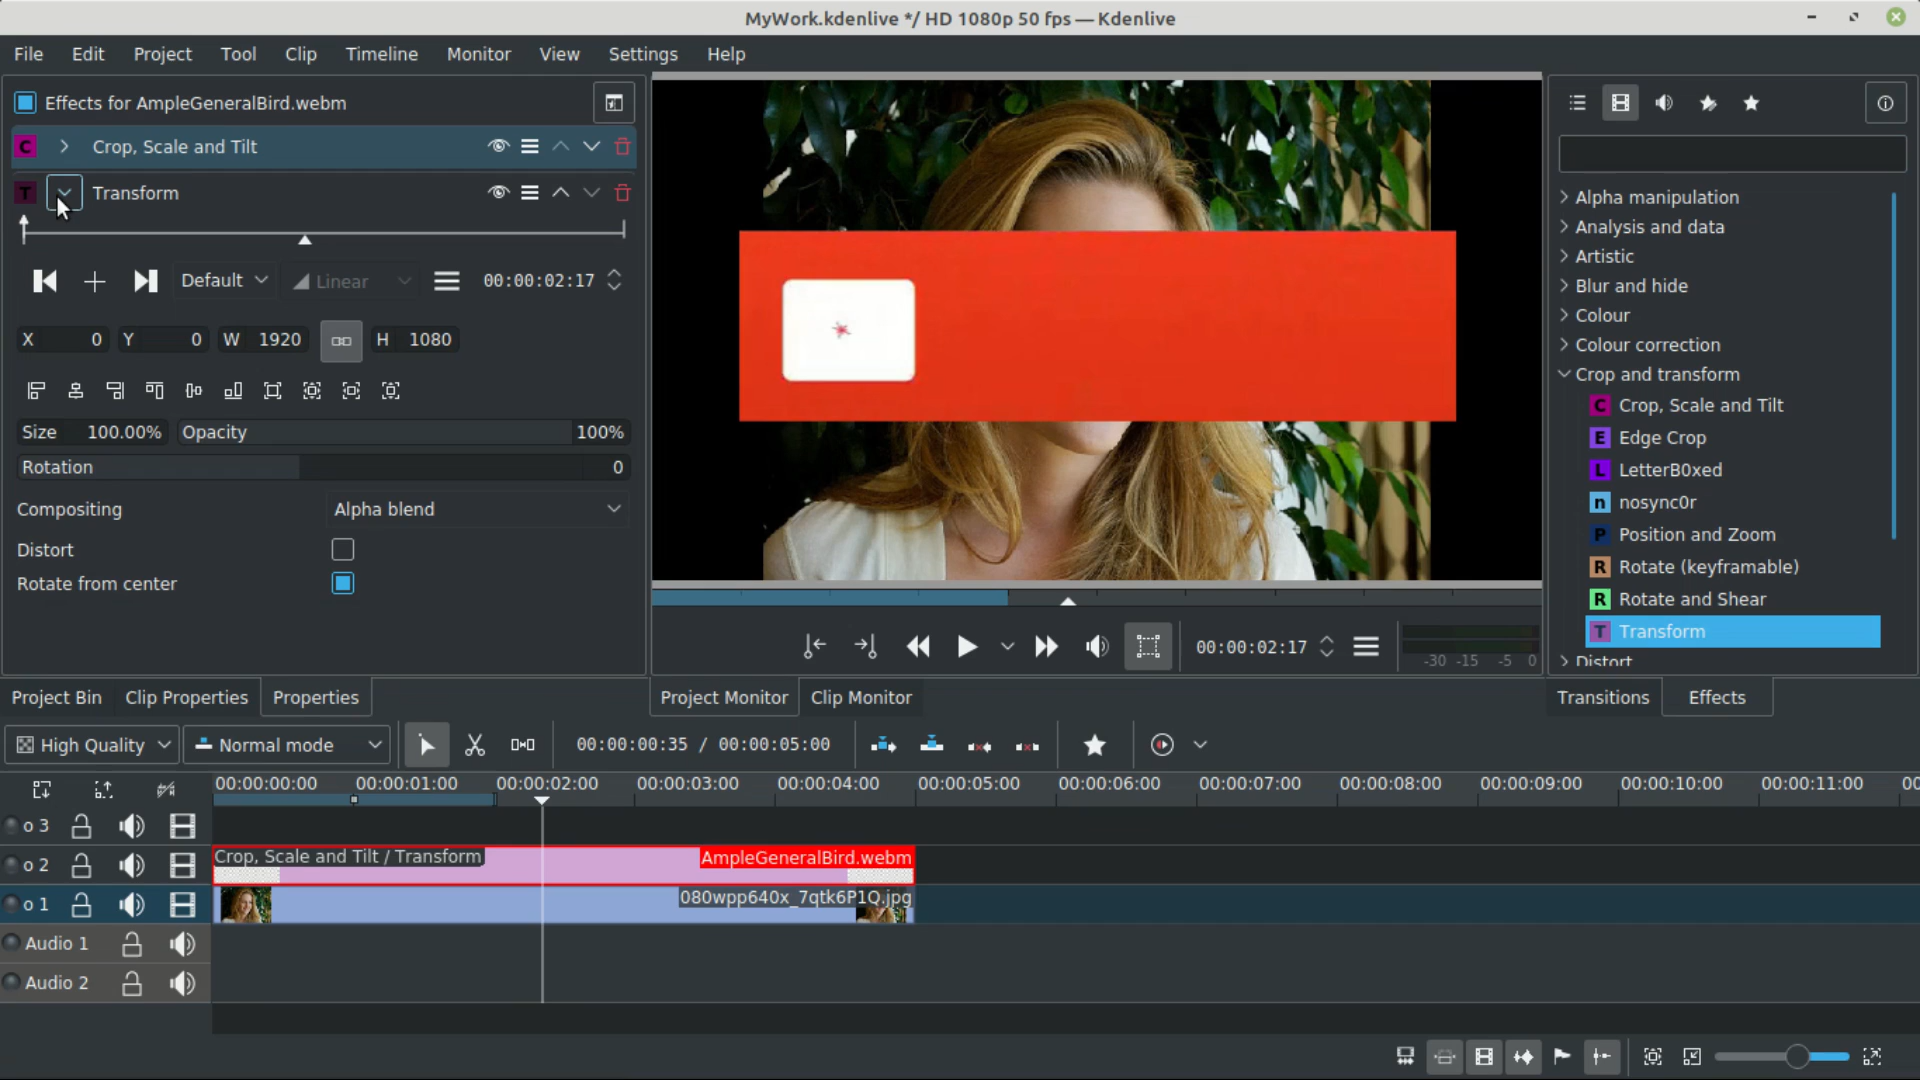 MyWork.kdenlive */ HD 1080p 50 fps — Kdenlive
File Edit Project Tool Clip Timeline Monitor View Settings Help
Effects for AmpleGeneralBird.webm
C Crop, Scale and Tilt
T Transform
Default Linear 00:00:02:17
X 0 Y 0 W 1920 H 1080
Size 100.00% Opacity 100%
Rotation 0
Compositing Alpha blend
Distort
Rotate from center
00:00:02:17
-30 -15 -5 0
Alpha manipulation
Analysis and data
Artistic
Blur and hide
Colour
Colour correction
Crop and transform
C Crop, Scale and Tilt
E Edge Crop
L LetterB0xed
n nosync0r
P Position and Zoom
R Rotate (keyframable)
R Rotate and Shear
T Transform
Distort
Project Bin Clip Properties Properties
Project Monitor Clip Monitor
Transitions Effects
High Quality Normal mode 00:00:00:35 / 00:00:05:00
00:00:00:00 00:00:01:00 00:00:02:00 00:00:03:00 00:00:04:00 00:00:05:00 00:00:06:00 00:00:07:00 00:00:08:00 00:00:09:00 00:00:10:00 00:00:11:00 00
o 3
o 2 Crop, Scale and Tilt / Transform AmpleGeneralBird.webm
o 1 080wpp640x_7qtk6P1Q.jpg
Audio 1
Audio 2